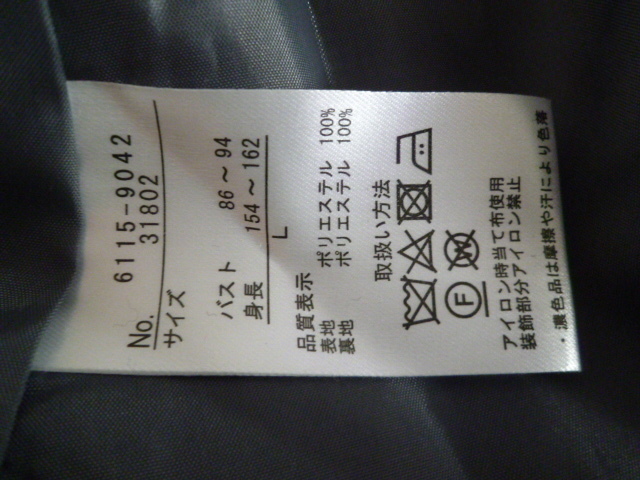 No. 6115-9042
31802
サイズ
バスト 86～94
身長 154～162
L
品質表示
表地 ポリエステル 100%
裏地 ポリエステル 100%
取扱い方法
F W
アイロン時当て布使用
装飾部分アイロン禁止
・濃色品は摩擦や汗により色落